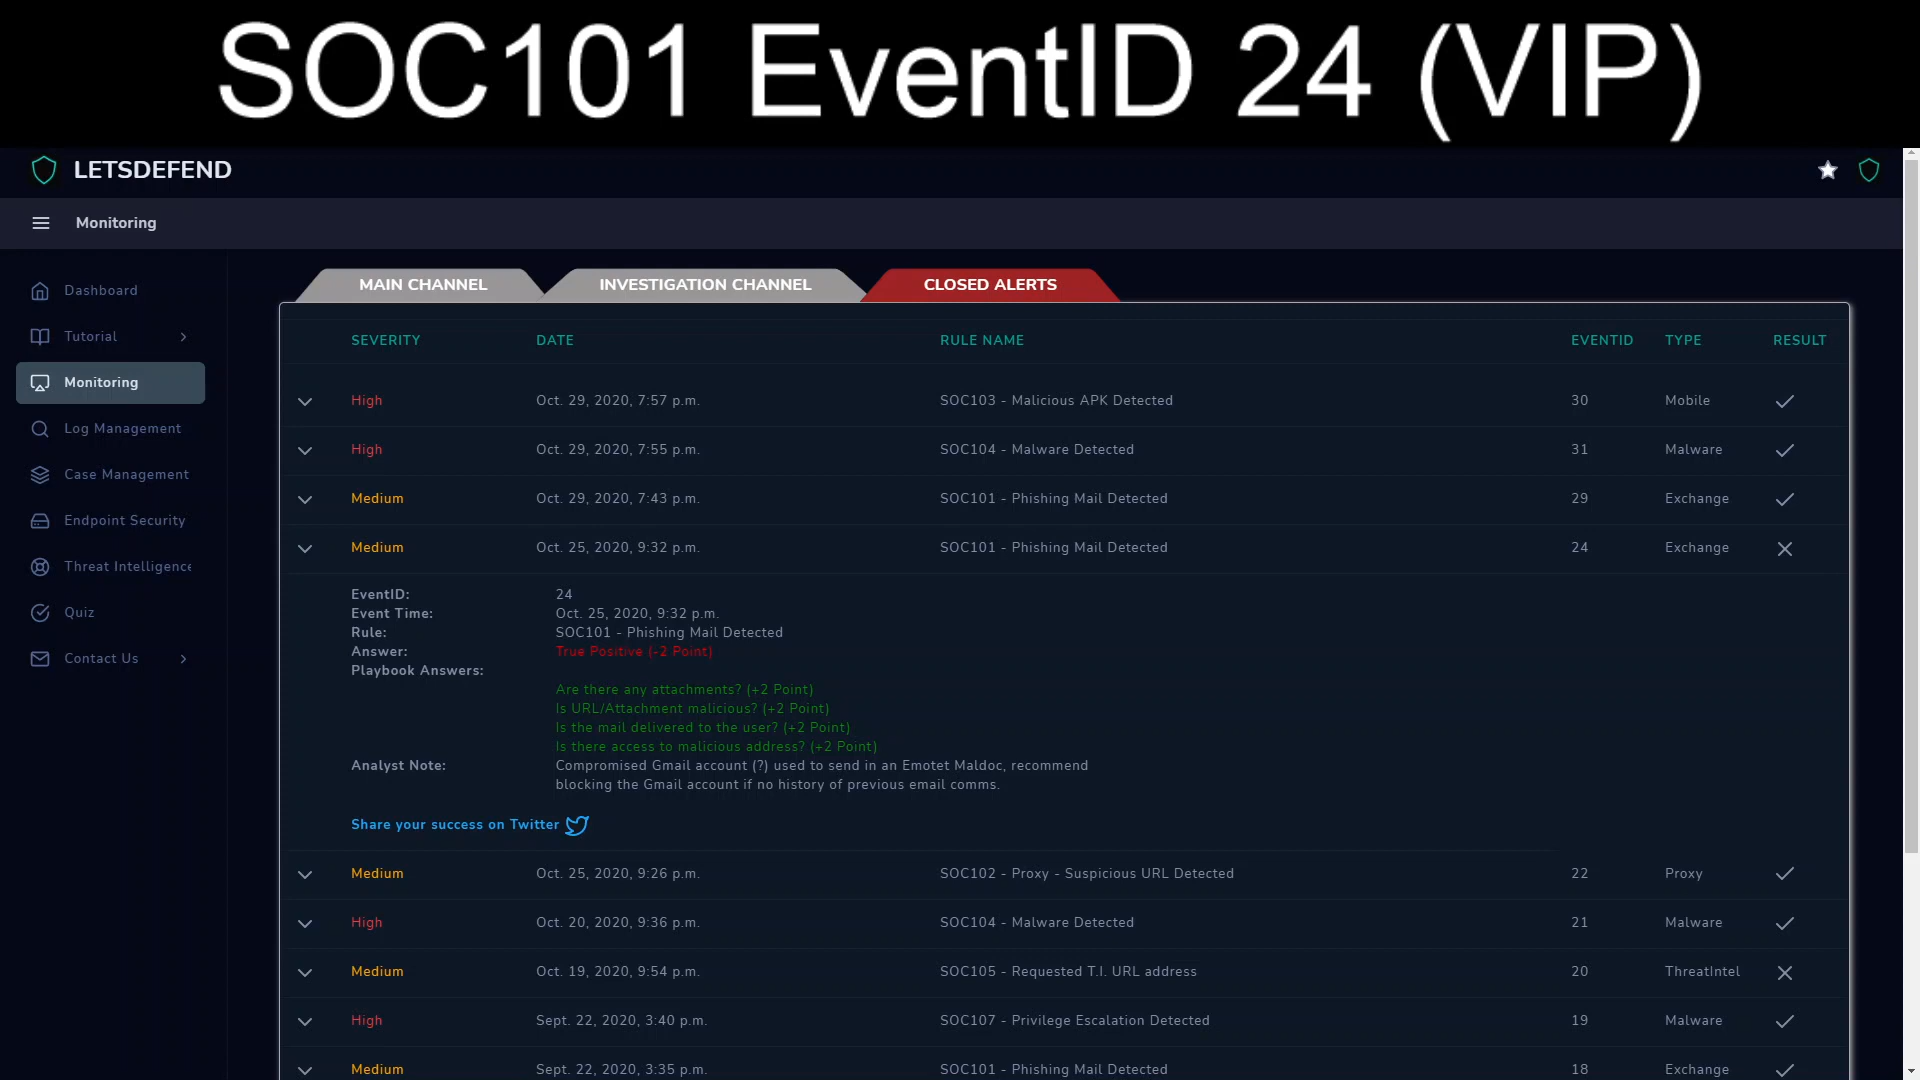 SOC101 EventID 24 (VIP)
LETSDEFEND
Monitoring
Dashboard
Tutorial
Monitoring
Log Management
Case Management
Endpoint Security
Threat Intelligence
Quiz
Contact Us
MAIN CHANNEL INVESTIGATION CHANNEL CLOSED ALERTS
SEVERITY DATE RULE NAME EVENTID TYPE RESULT
High Oct. 29, 2020, 7:57 p.m. SOC103 - Malicious APK Detected 30 Mobile
High Oct. 29, 2020, 7:55 p.m. SOC104 - Malware Detected 31 Malware
Medium Oct. 29, 2020, 7:43 p.m. SOC101 - Phishing Mail Detected 29 Exchange
Medium Oct. 25, 2020, 9:32 p.m. SOC101 - Phishing Mail Detected 24 Exchange
EventID: 24
Event Time: Oct. 25, 2020, 9:32 p.m.
Rule: SOC101 - Phishing Mail Detected
Answer: True Positive (-2 Point)
Playbook Answers:
Are there any attachments? (+2 Point)
Is URL/Attachment malicious? (+2 Point)
Is the mail delivered to the user? (+2 Point)
Is there access to malicious address? (+2 Point)
Analyst Note: Compromised Gmail account (?) used to send in an Emotet Maldoc, recommend
blocking the Gmail account if no history of previous email comms.
Share your success on Twitter
Medium Oct. 25, 2020, 9:26 p.m. SOC102 - Proxy - Suspicious URL Detected 22 Proxy
High Oct. 20, 2020, 9:36 p.m. SOC104 - Malware Detected 21 Malware
Medium Oct. 19, 2020, 9:54 p.m. SOC105 - Requested T.I. URL address 20 ThreatIntel
High Sept. 22, 2020, 3:40 p.m. SOC107 - Privilege Escalation Detected 19 Malware
Medium Sept. 22, 2020, 3:35 p.m. SOC101 - Phishing Mail Detected 18 Exchange